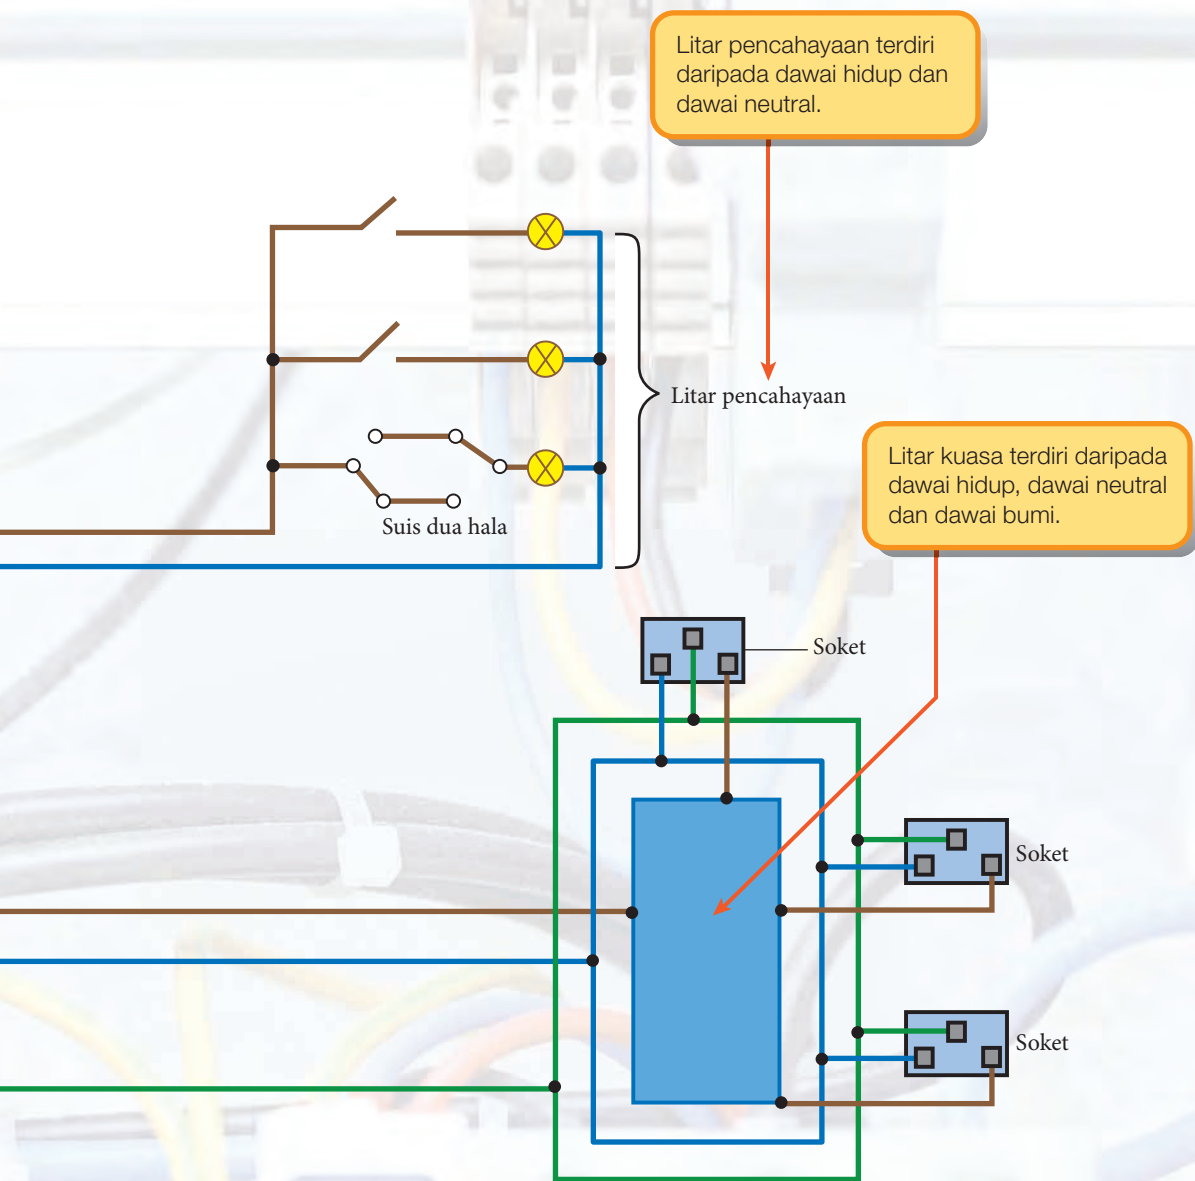 Litar pencahayaan terdiri
daripada dawai hidup dan
dawai neutral.
Litar pencahayaan
Litar kuasa terdiri daripada
dawai hidup, dawai neutral
dan dawai bumi.
Suis dua hala
Soket
Soket
Soket